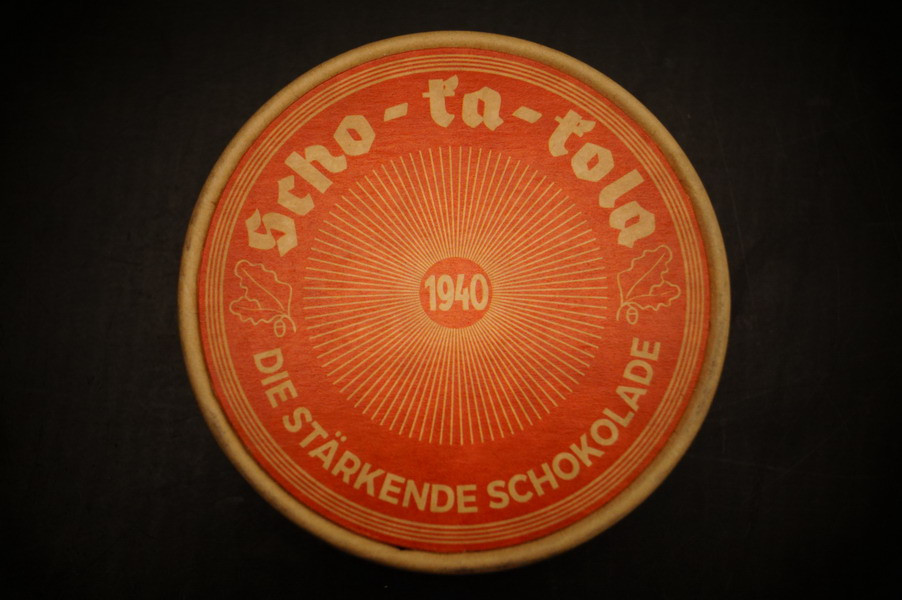 Scho-ka-kola
1940
DIE STÄRKENDE SCHOKOLADE